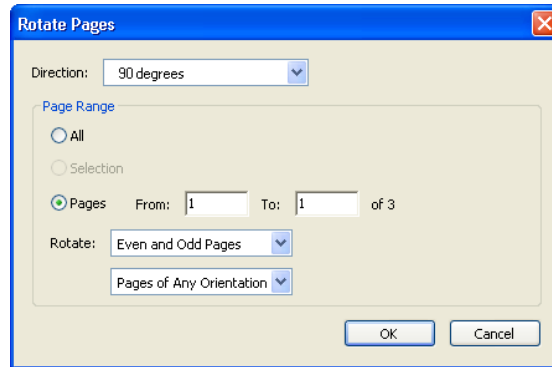 Rotate Pages
Direction: 90 degrees
Page Range
All
Selection
Pages From: 1 To: 1 of 3
Rotate: Even and Odd Pages
Pages of Any Orientation
OK Cancel